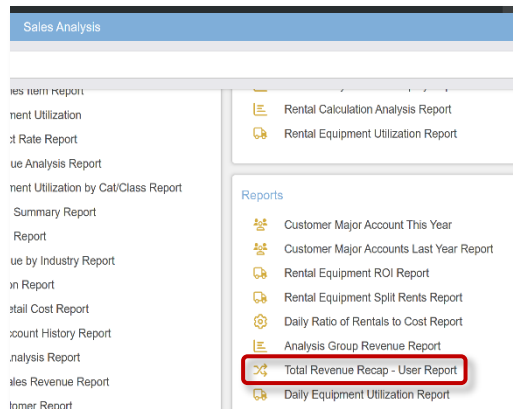 Sales Analysis
Item Report
ment Utilization
ct Rate Report
ue Analysis Report
ment Utilization by Cat/Class Report
Summary Report
Report
ue by Industry Report
n Report
etail Cost Report
ccount History Report
nalysis Report
ales Revenue Report
tomer Report
Rental Calculation Analysis Report
Rental Equipment Utilization Report
Reports
Customer Major Account This Year
Customer Major Accounts Last Year Report
Rental Equipment ROI Report
Rental Equipment Split Rents Report
Daily Ratio of Rentals to Cost Report
Analysis Group Revenue Report
Total Revenue Recap - User Report
Daily Equipment Utilization Report